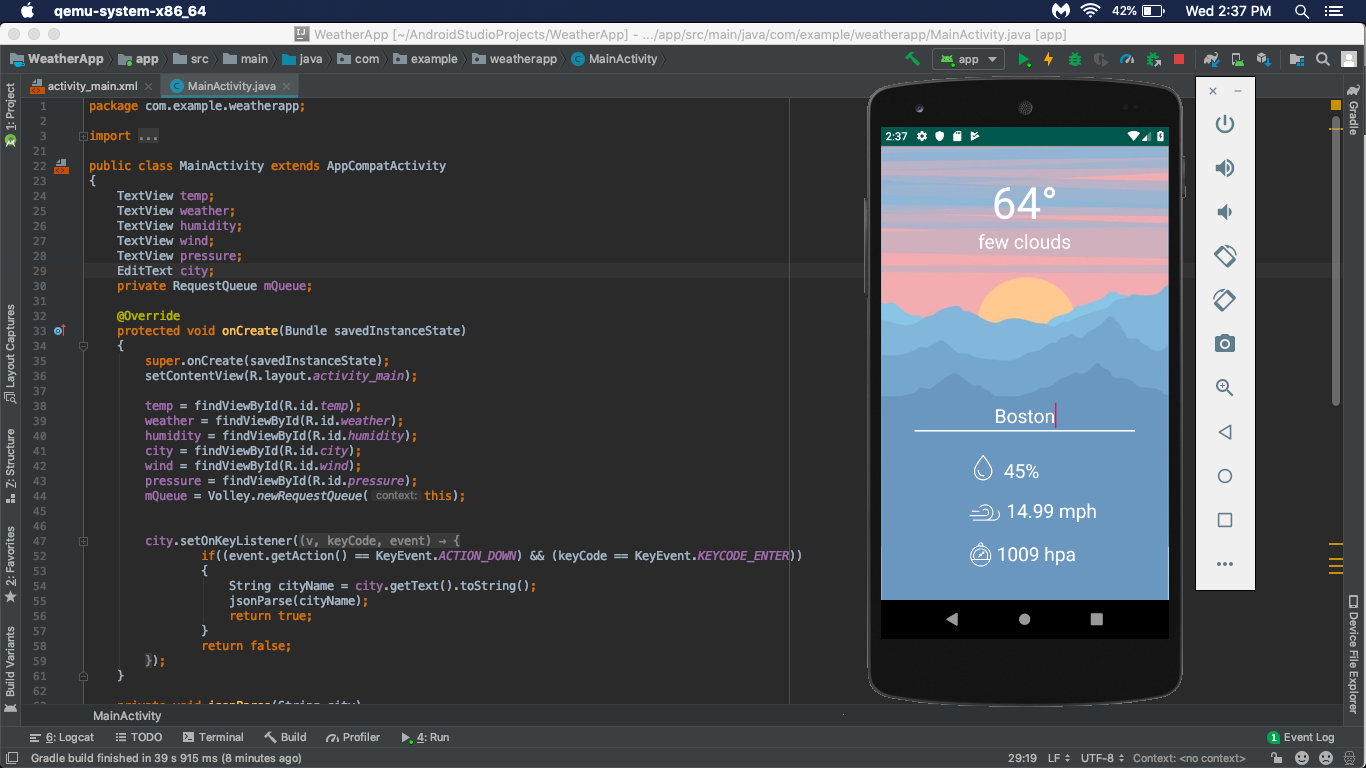 qemu-system-x86_64
42%
Wed 2:37 PM
WeatherApp [~/AndroidStudioProjects/WeatherApp] - .../app/src/main/java/com/example/weatherapp/MainActivity.java [app]
WeatherApp app src main java com example weatherapp MainActivity
app
activity_main.xml MainActivity.java
1: Project
Layout Captures
Z: Structure
2: Favorites
Build Variants
1 package com.example.weatherapp;
2
3 import ...
21
22 public class MainActivity extends AppCompatActivity
23 {
24 TextView temp;
25 TextView weather;
26 TextView humidity;
27 TextView wind;
28 TextView pressure;
29 EditText city;
30 private RequestQueue mQueue;
31
32 @Override
33 protected void onCreate(Bundle savedInstanceState)
34 {
35 super.onCreate(savedInstanceState);
36 setContentView(R.layout.activity_main);
37
38 temp = findViewById(R.id.temp);
39 weather = findViewById(R.id.weather);
40 humidity = findViewById(R.id.humidity);
41 city = findViewById(R.id.city);
42 wind = findViewById(R.id.wind);
43 pressure = findViewById(R.id.pressure);
44 mQueue = Volley.newRequestQueue( context: this);
45
46
47 city.setOnKeyListener((v, keyCode, event) → {
52 if((event.getAction() == KeyEvent.ACTION_DOWN) && (keyCode == KeyEvent.KEYCODE_ENTER))
53 {
54 String cityName = city.getText().toString();
55 jsonParse(cityName);
56 return true;
57 }
58 return false;
59 });
61 }
62
private void jsonParse(String city)
2:37
64°
few clouds
Boston
45%
14.99 mph
1009 hpa
Gradle
Device File Explorer
MainActivity
6: Logcat TODO Terminal Build Profiler 4: Run
1 Event Log
Gradle build finished in 39 s 915 ms (8 minutes ago)
29:19 LF UTF-8 Context: <no context>